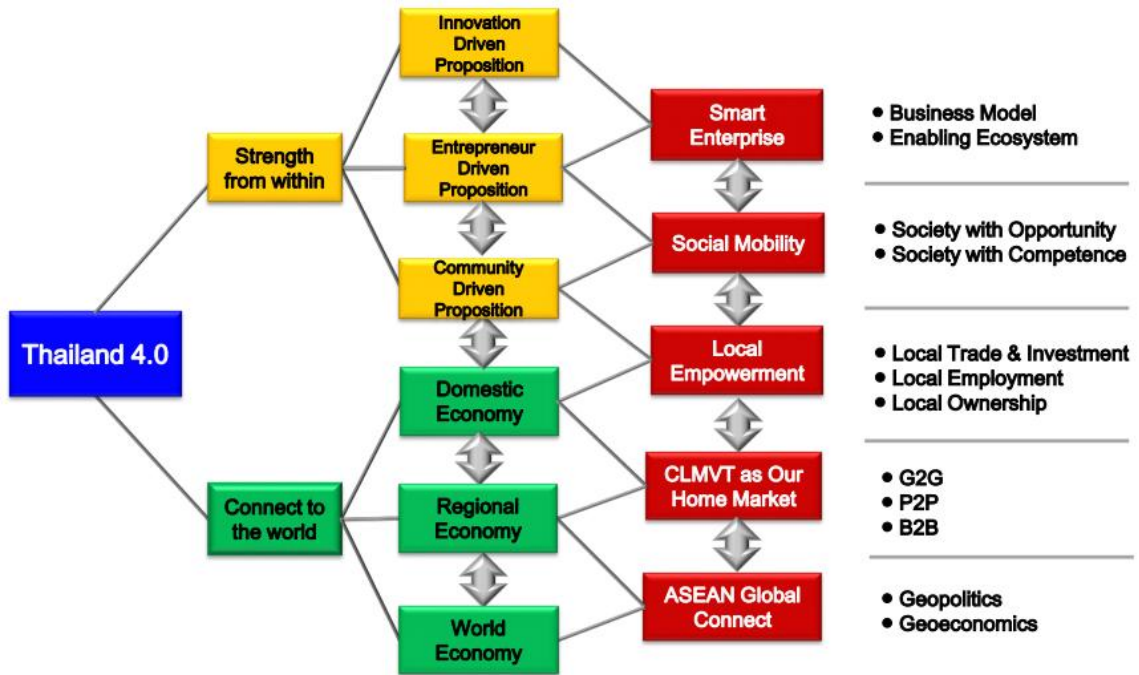 Thailand 4.0
Strength
from within
Connect to
the world
Innovation
Driven
Proposition
Entrepreneur
Driven
Proposition
Community
Driven
Proposition
Domestic
Economy
Regional
Economy
World
Economy
Smart
Enterprise
Social Mobility
Local
Empowerment
CLMVT as Our
Home Market
ASEAN Global
Connect
• Business Model
• Enabling Ecosystem
• Society with Opportunity
• Society with Competence
• Local Trade & Investment
• Local Employment
• Local Ownership
• G2G
• P2P
• B2B
• Geopolitics
• Geoeconomics